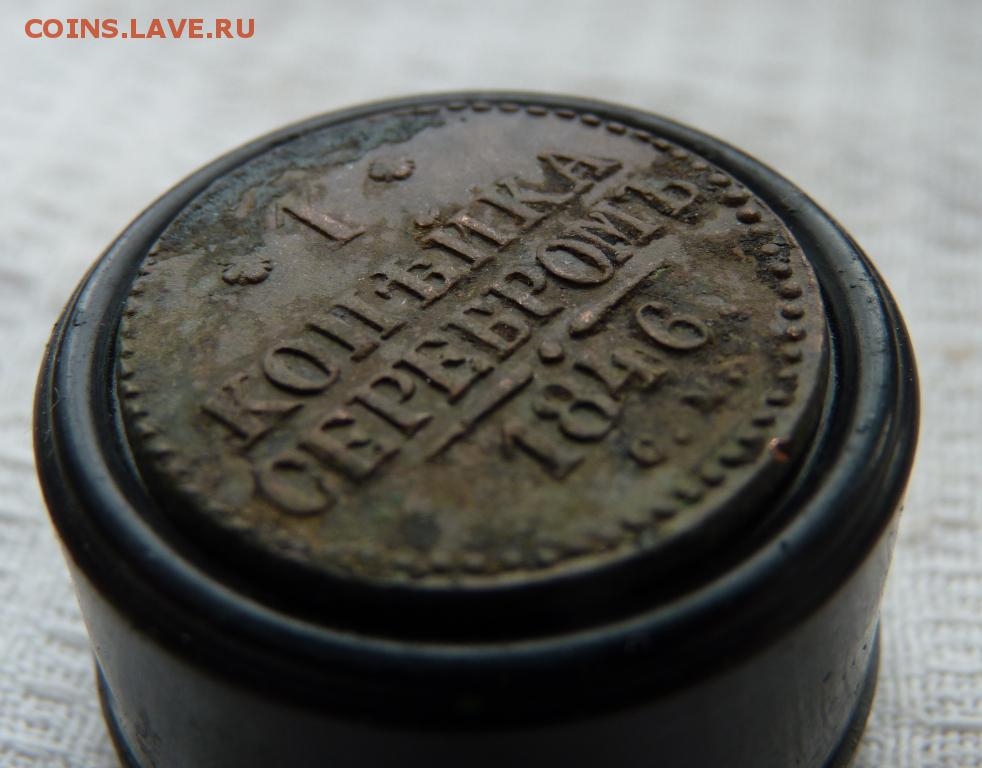 COINS.LAVE.RU
1
КОПѢЙКА
СЕРЕБРОМЪ
1846
С.М.